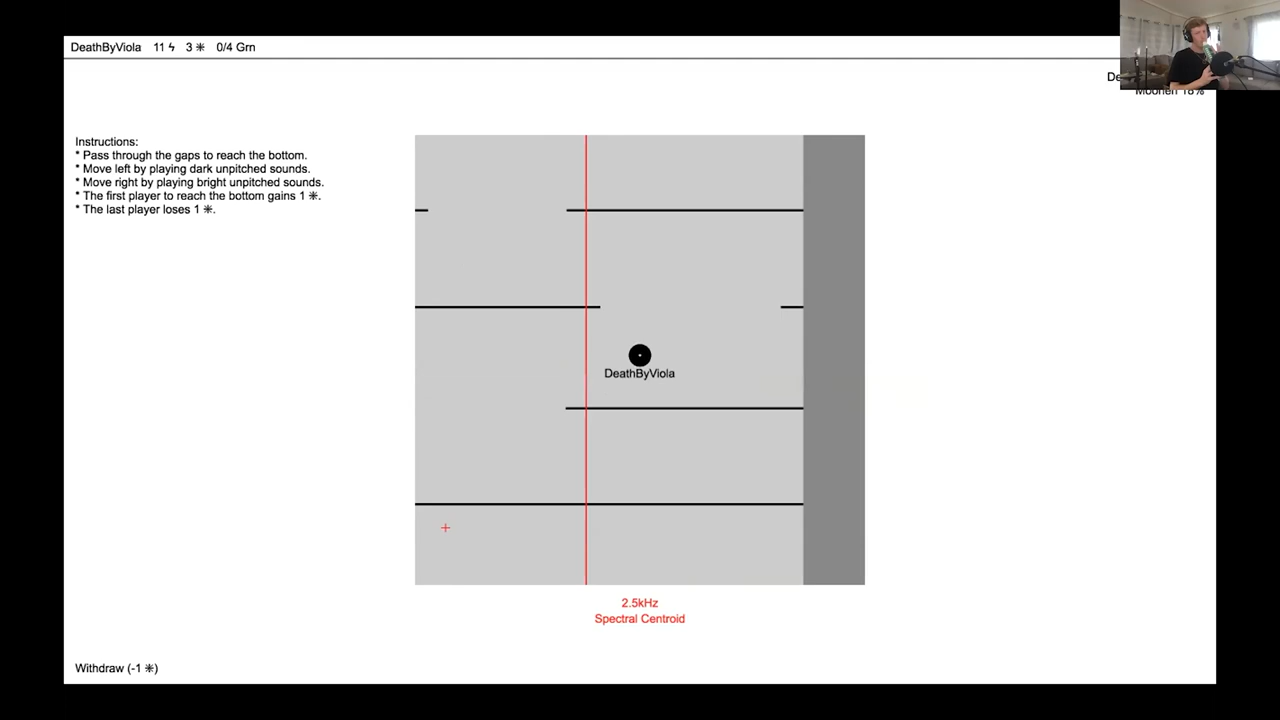 DeathByViola 11 ϟ 3 ⁜ 0/4 Grn
Instructions:
* Pass through the gaps to reach the bottom.
* Move left by playing dark unpitched sounds.
* Move right by playing bright unpitched sounds.
* The first player to reach the bottom gains 1 ⁜.
* The last player loses 1 ⁜.
DeathByViola
2.5kHz
Spectral Centroid
Withdraw (-1 ⁜)